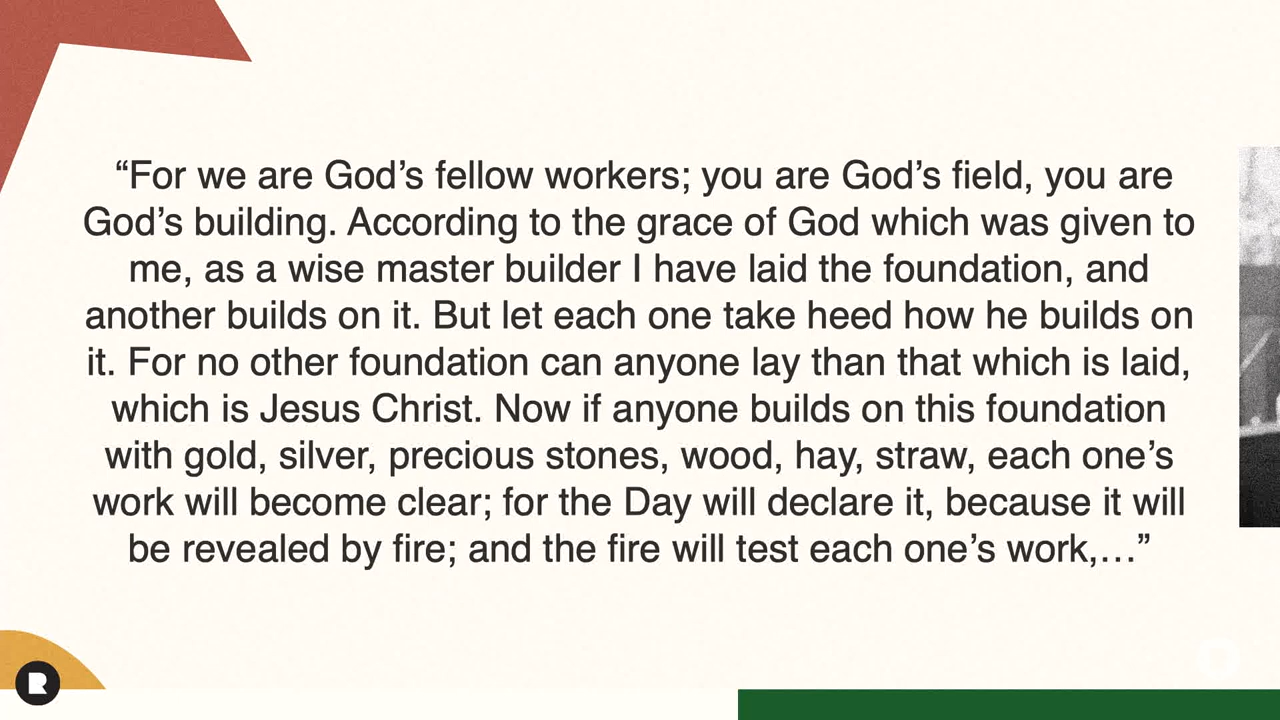 “For we are God’s fellow workers; you are God’s field, you are
God’s building. According to the grace of God which was given to
me, as a wise master builder I have laid the foundation, and
another builds on it. But let each one take heed how he builds on
it. For no other foundation can anyone lay than that which is laid,
which is Jesus Christ. Now if anyone builds on this foundation
with gold, silver, precious stones, wood, hay, straw, each one’s
work will become clear; for the Day will declare it, because it will
be revealed by fire; and the fire will test each one’s work,…”
R